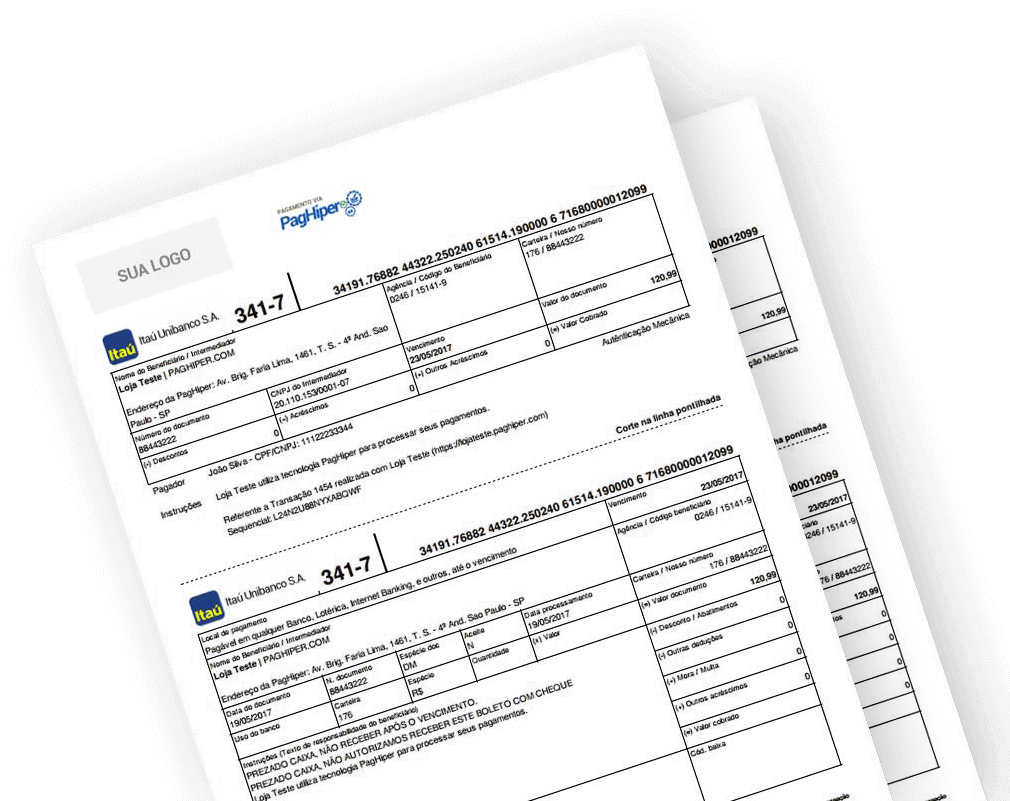 PAGAMENTO VIA
PagHiper
SUA LOGO
Itaú
Itaú Unibanco S.A.
341-7
34191.76882 44322.250240 61514.190000 6 71680000012099
Nome do Beneficiário / Intermediador
Loja Teste | PAGHIPER.COM
Agência / Código do Beneficiário
0246 / 15141-9
Carteira / Nosso número
176 / 88443222
Endereço da PagHiper: Av. Brig. Faria Lima, 1461, T. S. - 4º And. Sao
Paulo - SP
Número do documento
88443222
CNPJ do Intermediador
20.110.153/0001-07
Vencimento
23/05/2017
Valor do documento
120,99
(-) Descontos
0
(+) Acréscimos
0
(+) Outros Acréscimos
0
(=) Valor Cobrado
Pagador
João Silva - CPF/CNPJ: 11122233344
Autênticação Mecânica
Instruções
Loja Teste utiliza tecnologia PagHiper para processar seus pagamentos.
Referente a Transação 1454 realizada com Loja Teste (https://lojateste.paghiper.com)
Sequencial: L24N2U88NYXABQWF
Corte na linha pontilhada
Itaú
Itaú Unibanco S.A.
341-7
34191.76882 44322.250240 61514.190000 6 71680000012099
Local de pagamento
Pagável em qualquer Banco, Lotérica, Internet Banking, e outros, até o vencimento
Vencimento
23/05/2017
Nome do Beneficiário / Intermediador
Loja Teste | PAGHIPER.COM
Endereço da PagHiper: Av. Brig. Faria Lima, 1461, T. S. - 4º And. Sao Paulo - SP
Agência / Código beneficiário
0246 / 15141-9
Data do documento
19/05/2017
N. documento
88443222
Espécie doc
DM
Aceite
N
Data processamento
19/05/2017
Carteira / Nosso número
176 / 88443222
Uso do banco
Carteira
176
Espécie
R$
Quantidade
(x) Valor
(=) Valor documento
120,99
Instruções (Texto de responsabilidade do beneficiário)
PREZADO CAIXA, NÃO RECEBER APÓS O VENCIMENTO.
PREZADO CAIXA, NÃO AUTORIZAMOS RECEBER ESTE BOLETO COM CHEQUE
Loja Teste utiliza tecnologia PagHiper para processar seus pagamentos.
(-) Desconto / Abatimentos
0
(-) Outras deduções
0
(+) Mora / Multa
0
(+) Outros acréscimos
0
(=) Valor cobrado
Cód. baixa
0000012099
120,99
ção Mecânica
ha pontilhada
0000012099
23/05/2017
ciário
0246 / 15141-9
176 / 88443222
120,99
0
0
0
0